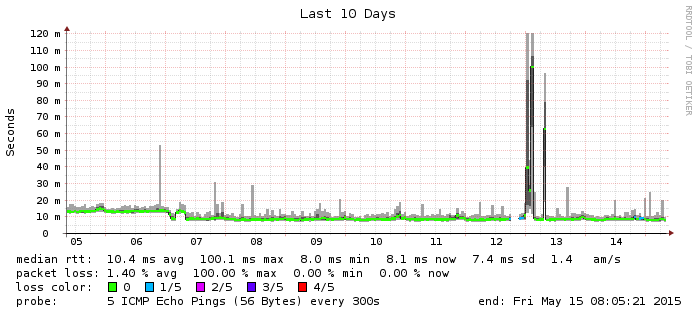 Last 10 Days
RRDTOOL / TOBI OETIKER
Seconds
120 m
110 m
100 m
90 m
80 m
70 m
60 m
50 m
40 m
30 m
20 m
10 m
0
05 06 07 08 09 10 11 12 13 14
median rtt: 10.4 ms avg 100.1 ms max 8.0 ms min 8.1 ms now 7.4 ms sd 1.4 am/s
packet loss: 1.40 % avg 100.00 % max 0.00 % min 0.00 % now
loss color: 0 1/5 2/5 3/5 4/5
probe: 5 ICMP Echo Pings (56 Bytes) every 300s end: Fri May 15 08:05:21 2015